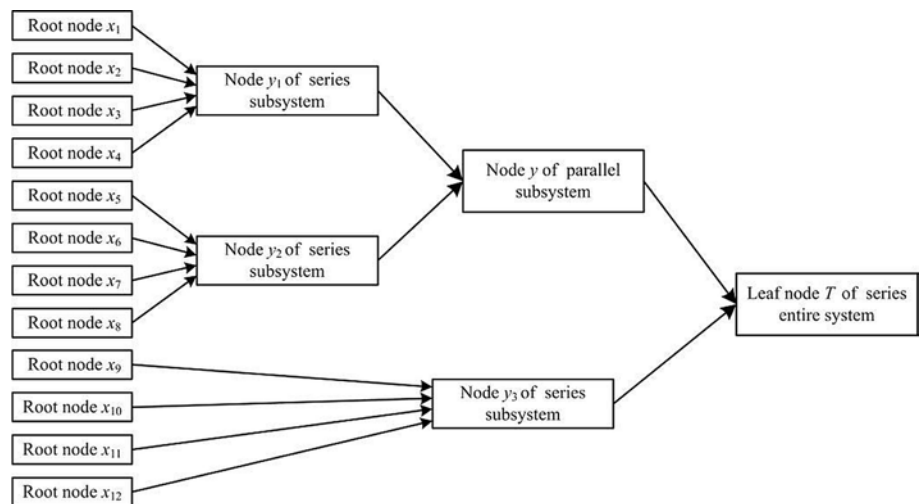 Root node x₁
Root node x₂
Root node x₃
Root node x₄
Root node x₅
Root node x₆
Root node x₇
Root node x₈
Root node x₉
Root node x₁₀
Root node x₁₁
Root node x₁₂
Node y₁ of series
subsystem
Node y₂ of series
subsystem
Node y₃ of series
subsystem
Node y of parallel
subsystem
Leaf node T of series
entire system